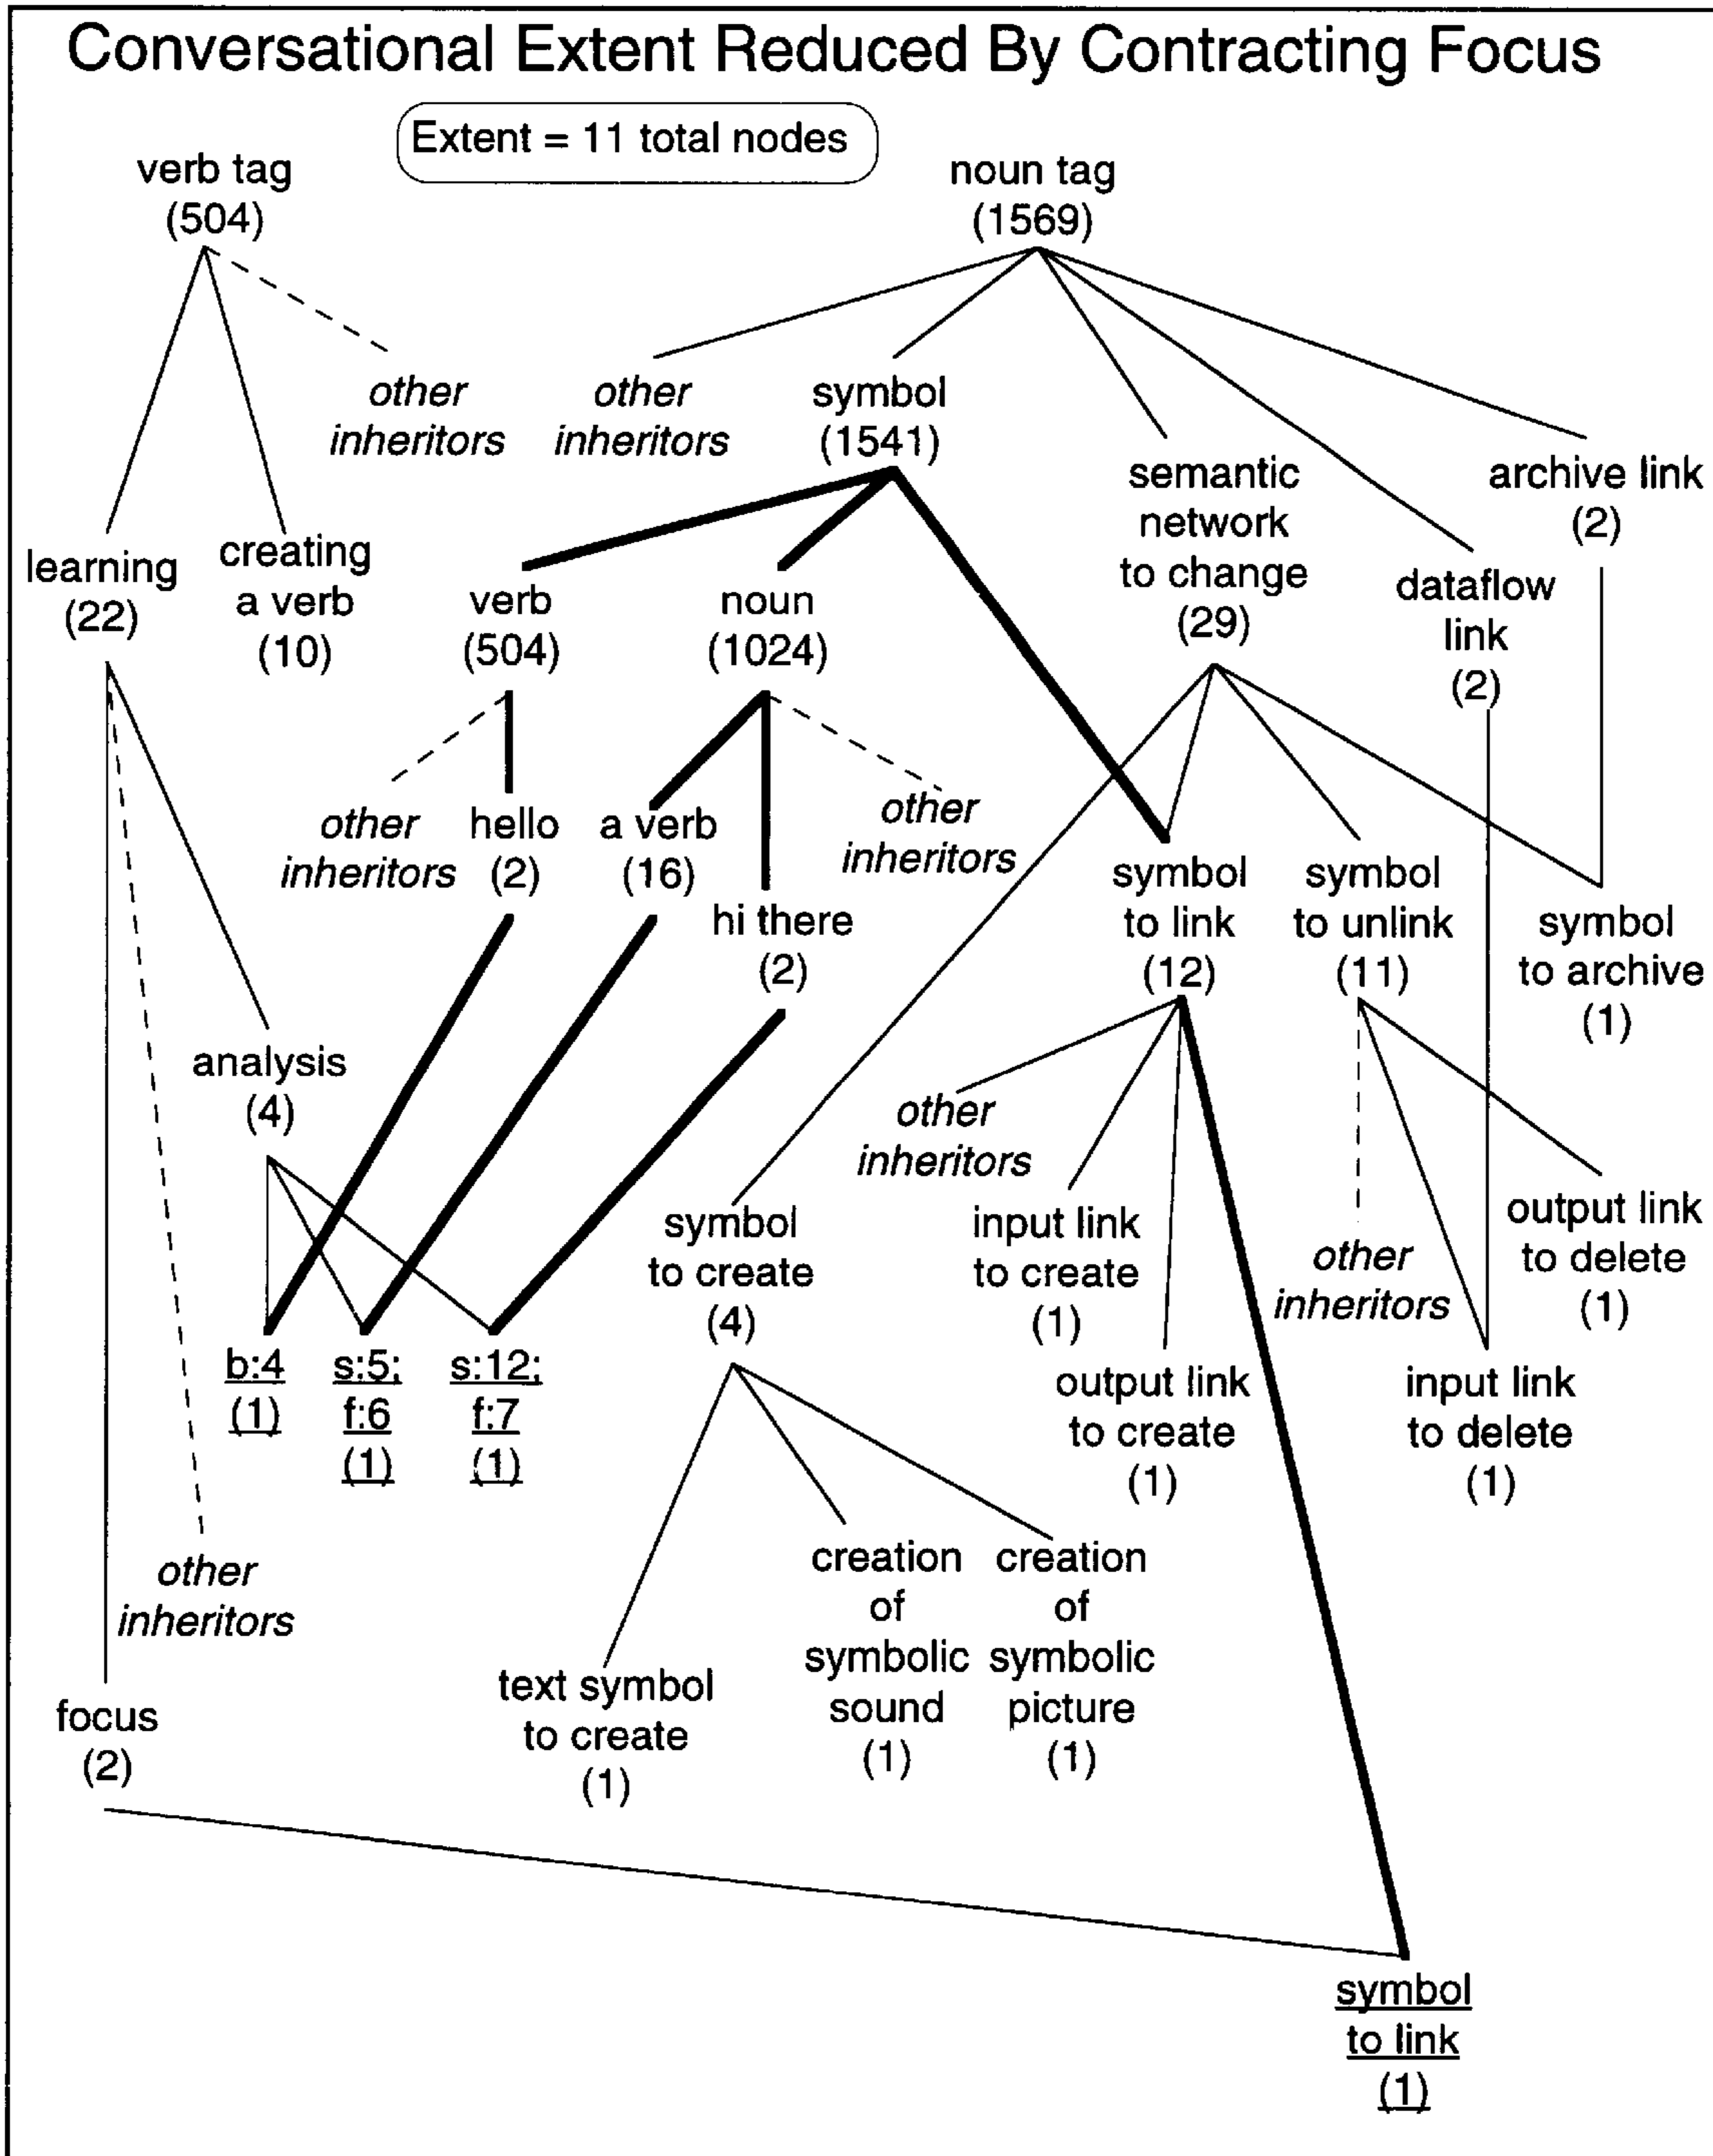 Conversational Extent Reduced By Contracting Focus
Extent = 11 total nodes
verb tag
(504)
noun tag
(1569)
other
inheritors
other
inheritors
symbol
(1541)
semantic
network
to change
(29)
archive link
(2)
learning
(22)
creating
a verb
(10)
verb
(504)
noun
(1024)
dataflow
link
(2)
other
inheritors
hello
(2)
a verb
(16)
other
inheritors
hi there
(2)
symbol
to link
(12)
symbol
to unlink
(11)
symbol
to archive
(1)
analysis
(4)
other
inheritors
symbol
to create
(4)
input link
to create
(1)
other
inheritors
output link
to delete
(1)
b:4
(1)
s:5;
f:6
(1)
s:12;
f:7
(1)
output link
to create
(1)
input link
to delete
(1)
other
inheritors
creation
of
symbolic
sound
(1)
creation
of
symbolic
picture
(1)
text symbol
to create
(1)
focus
(2)
symbol
to link
(1)